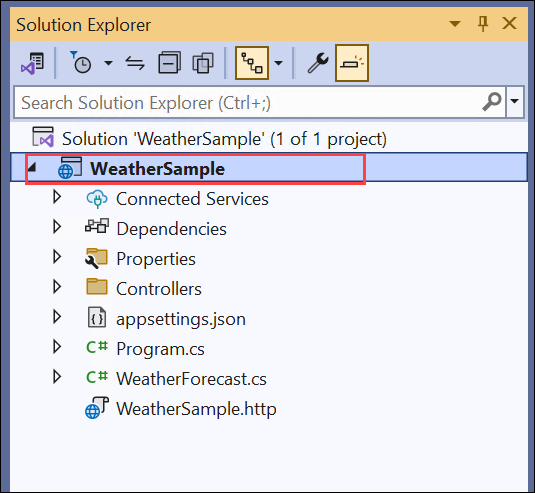 Solution Explorer
Search Solution Explorer (Ctrl+;)
Solution 'WeatherSample' (1 of 1 project)
WeatherSample
Connected Services
Dependencies
Properties
Controllers
appsettings.json
C# Program.cs
C# WeatherForecast.cs
WeatherSample.http